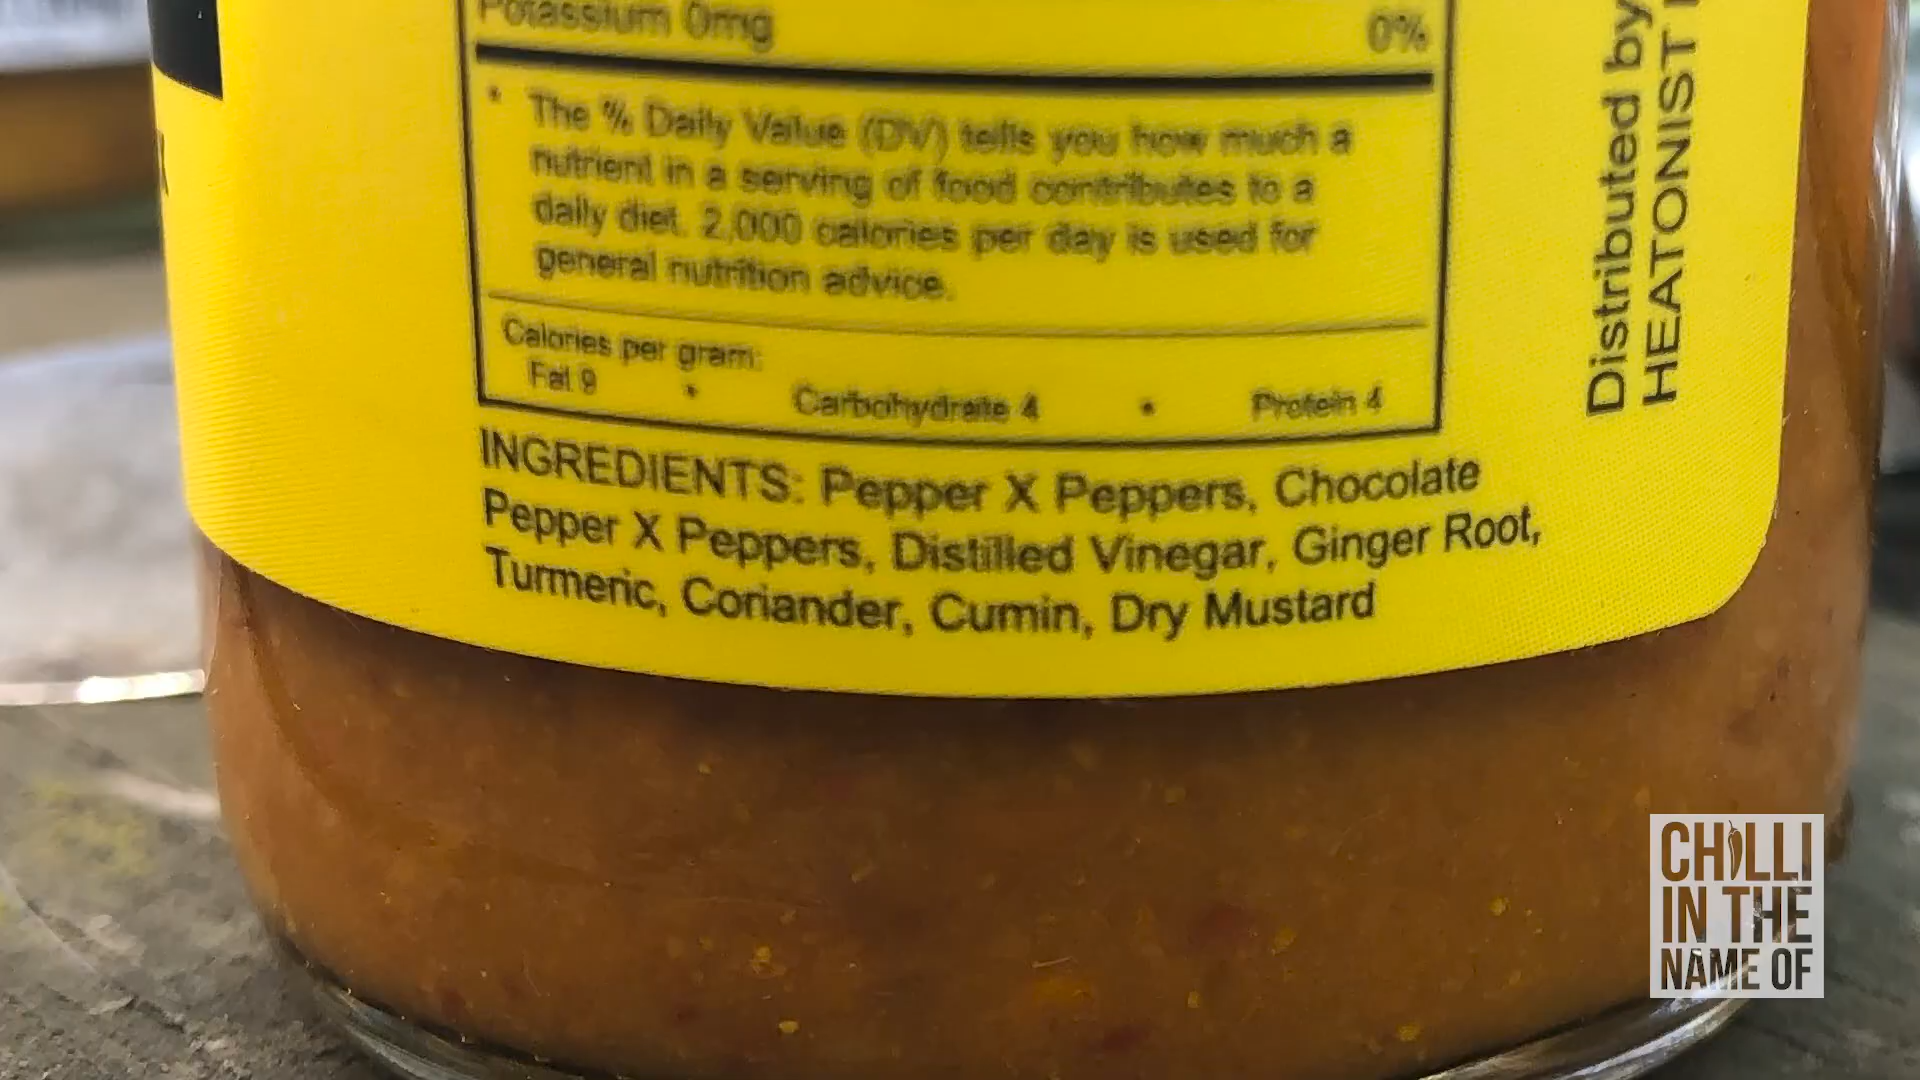 Potassium 0mg 0%
* The % Daily Value (DV) tells you how much a
nutrient in a serving of food contributes to a
daily diet. 2,000 calories per day is used for
general nutrition advice.
Calories per gram:
Fat 9 • Carbohydrate 4 • Protein 4
INGREDIENTS: Pepper X Peppers, Chocolate
Pepper X Peppers, Distilled Vinegar, Ginger Root,
Turmeric, Coriander, Cumin, Dry Mustard
Distributed by
HEATONIST
CHILLI
IN THE
NAME OF